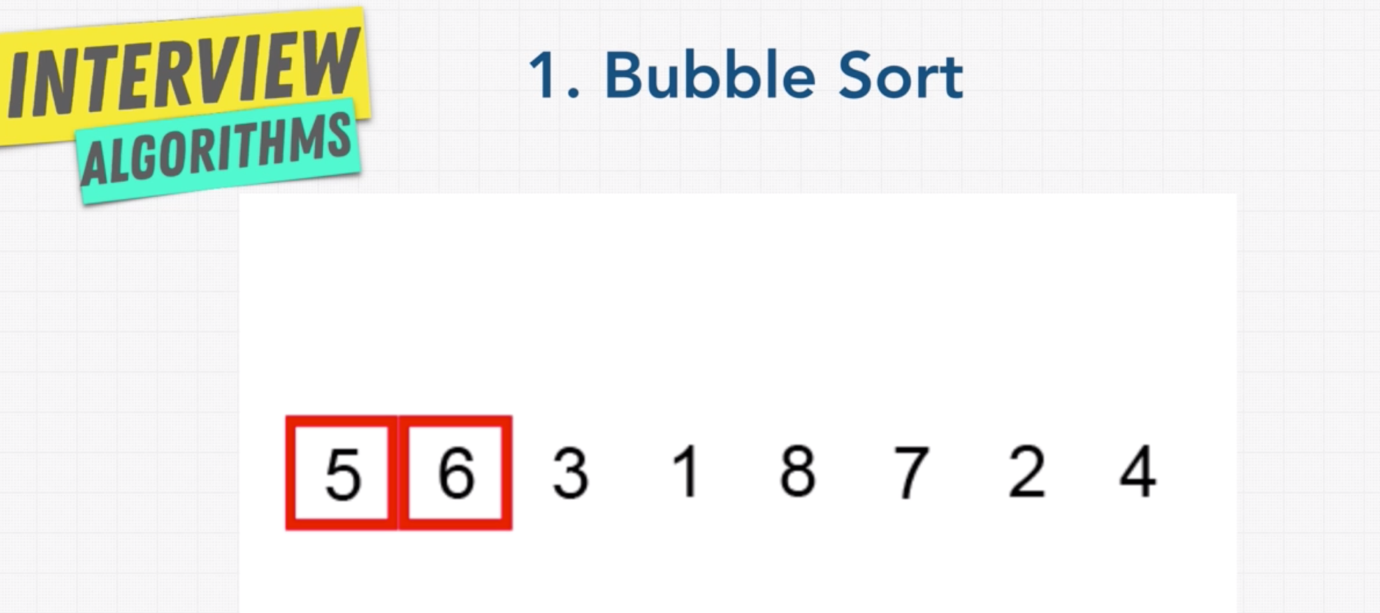 INTERVIEW
ALGORITHMS
1. Bubble Sort
5 6 3 1 8 7 2 4